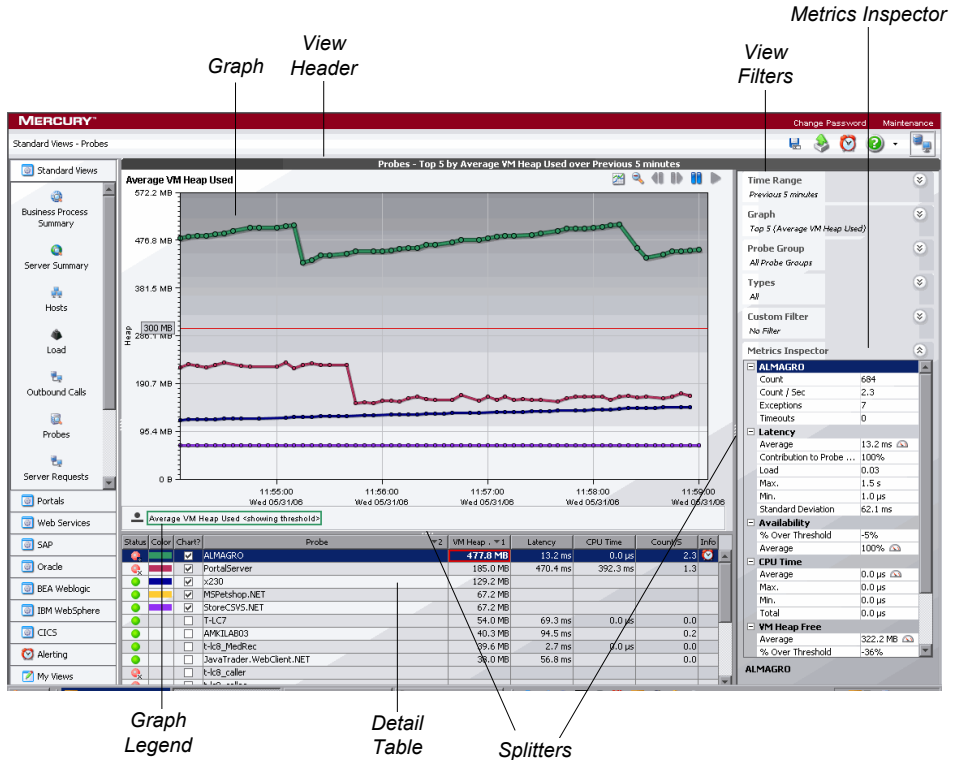 Metrics Inspector
View
Header
Graph
View
Filters
MERCURY™
Change Password Maintenance
Standard Views - Probes
Standard Views
Business Process
Summary
Server Summary
Hosts
Load
Outbound Calls
Probes
Server Requests
Portals
Web Services
SAP
Oracle
BEA Weblogic
IBM WebSphere
CICS
Alerting
My Views
Probes - Top 5 by Average VM Heap Used over Previous 5 minutes
Average VM Heap Used
572.2 MB
476.8 MB
381.5 MB
300 MB
286.1 MB
190.7 MB
95.4 MB
0 B
Heap
11:55:00 11:56:00 11:57:00 11:58:00 11:59:00
Wed 05/31/06 Wed 05/31/06 Wed 05/31/06 Wed 05/31/06 Wed 05/31/06
Average VM Heap Used <showing threshold>
Status Color Chart? Probe 2 VM Heap . 1 Latency CPU Time Count/S Info
ALMAGRO 477.8 MB 13.2 ms 0.0 µs 2.3
PortalServer 185.0 MB 470.4 ms 392.3 ms 1.3
x230 129.2 MB
MSPetshop.NET 67.2 MB
StoreCSVS.NET 67.2 MB
T-LC7 54.0 MB 69.3 ms 0.0 µs 0.0
AMKILAB03 40.3 MB 94.5 ms 0.2
t-lc8_MedRec 39.6 MB 2.7 ms 0.0 µs 0.0
JavaTrader.WebClient.NET 38.0 MB 56.8 ms 0.0
t-lc8_caller
Time Range
Previous 5 minutes
Graph
Top 5 (Average VM Heap Used)
Probe Group
All Probe Groups
Types
All
Custom Filter
No Filter
Metrics Inspector
ALMAGRO
Count 684
Count / Sec 2.3
Exceptions 7
Timeouts 0
Latency
Average 13.2 ms
Contribution to Probe ... 100%
Load 0.03
Max. 1.5 s
Min. 1.0 µs
Standard Deviation 62.1 ms
Availability
% Over Threshold -5%
Average 100%
CPU Time
Average 0.0 µs
Max. 0.0 µs
Min. 0.0 µs
Total 0.0 µs
VM Heap Free
Average 322.2 MB
% Over Threshold -36%
ALMAGRO
Graph
Legend
Detail
Table
Splitters